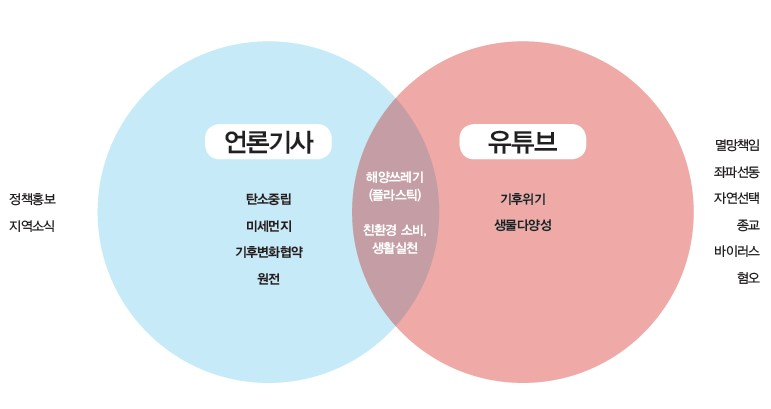 언론기사
유튜브
정책홍보
지역소식
탄소중립
미세먼지
기후변화협약
원전
해양쓰레기
(플라스틱)
친환경 소비,
생활실천
기후위기
생물다양성
멸망책임
좌파선동
자연선택
종교
바이러스
혐오